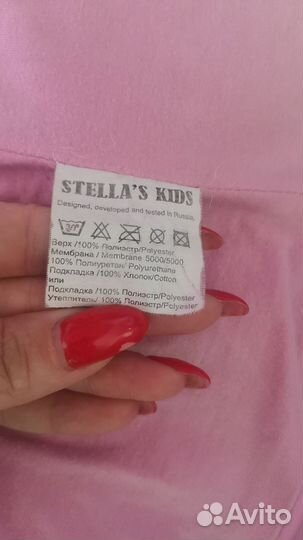 STELLA'S KIDS
Designed, developed and tested in Russia.
30°
Верх /100% Полиэстр/Polyester
Мембрана / Membrane 5000/5000
100% Полиуретон/ Polyurethane
Подкладка /100% Хлопок/Cotton
или
Подкладка /100% Полиэстр/Polyester
Утеплитель/ 100% Полиэстр/Polyester
Avito